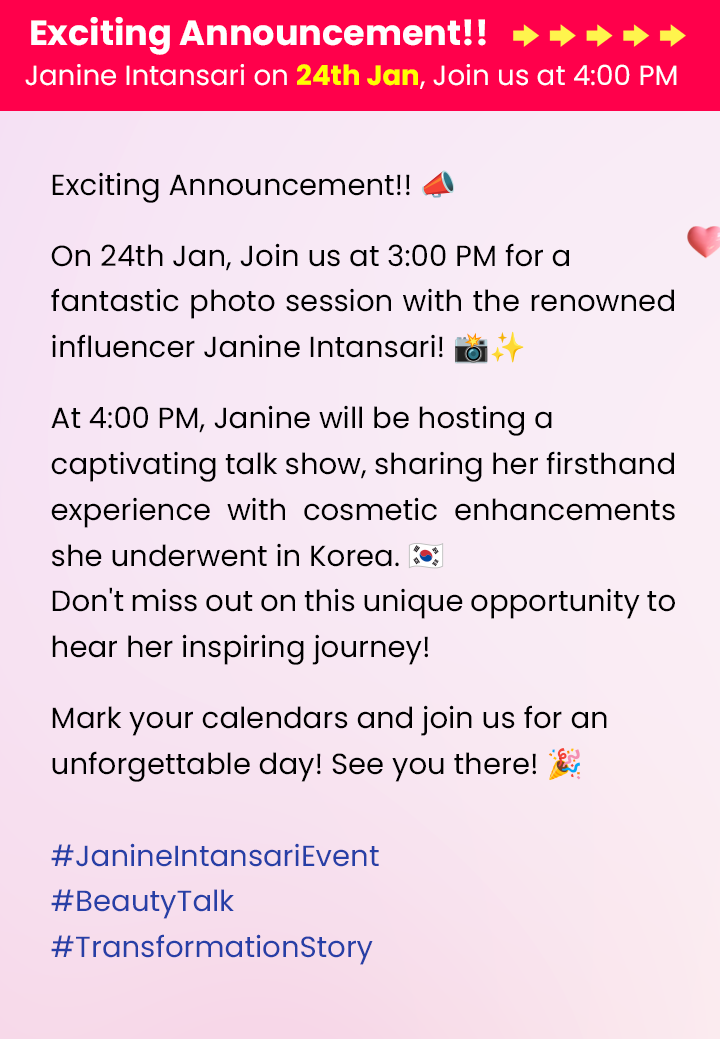 Exciting Announcement!!
Janine Intansari on 24th Jan, Join us at 4:00 PM
Exciting Announcement!! 📣
On 24th Jan, Join us at 3:00 PM for a
fantastic photo session with the renowned
influencer Janine Intansari! 📸✨
At 4:00 PM, Janine will be hosting a
captivating talk show, sharing her firsthand
experience with cosmetic enhancements
she underwent in Korea. 🇰🇷
Don't miss out on this unique opportunity to
hear her inspiring journey!
Mark your calendars and join us for an
unforgettable day! See you there! 🎉
#JanineIntansariEvent
#BeautyTalk
#TransformationStory